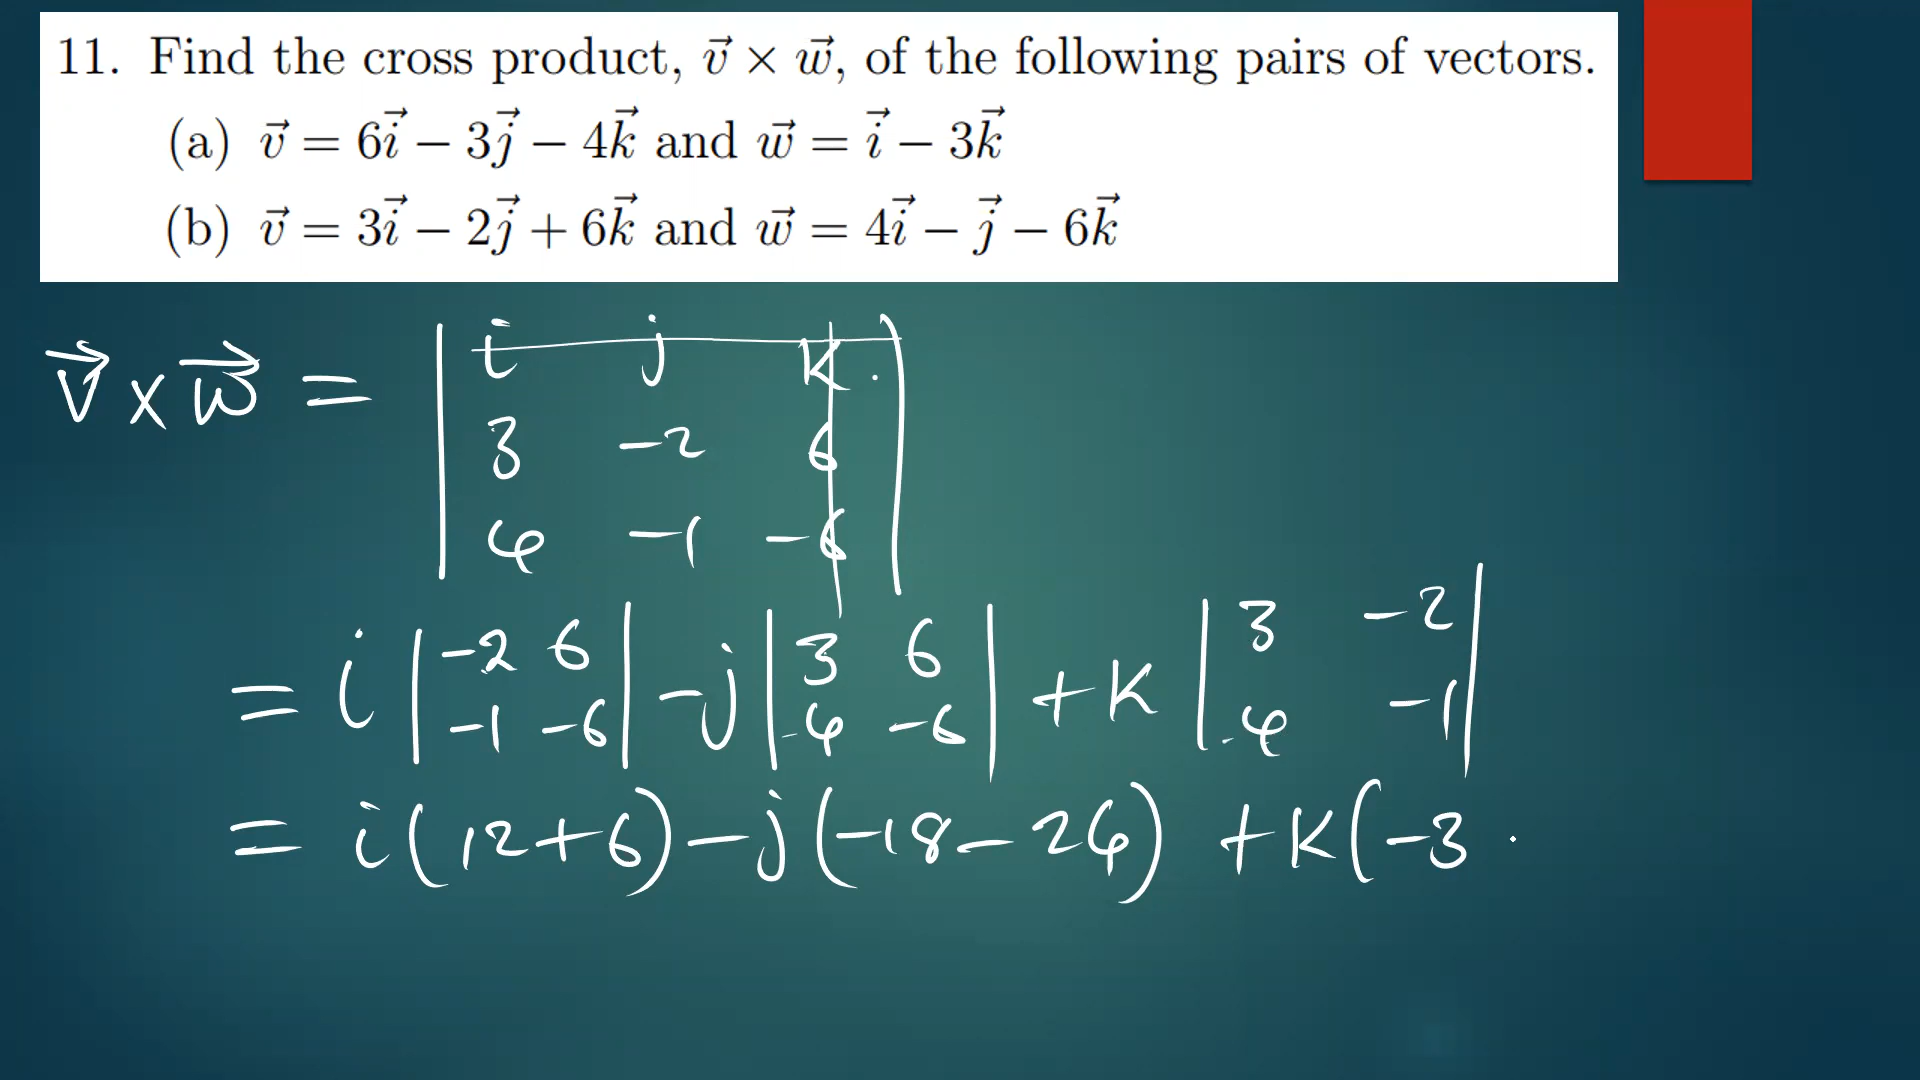 11. Find the cross product, v⃗ × w⃗, of the following pairs of vectors.
(a) v⃗ = 6i⃗ − 3j⃗ − 4k⃗ and w⃗ = i⃗ − 3k⃗
(b) v⃗ = 3i⃗ − 2j⃗ + 6k⃗ and w⃗ = 4i⃗ − j⃗ − 6k⃗
v⃗ x w⃗ = | i j k |
3 -2 6
4 -1 -6
= i | -2 6 | - j | 3 6 | + k | 3 -2 |
-1 -6 4 -6 4 -1
= i(12+6) - j(-18-24) + k(-3